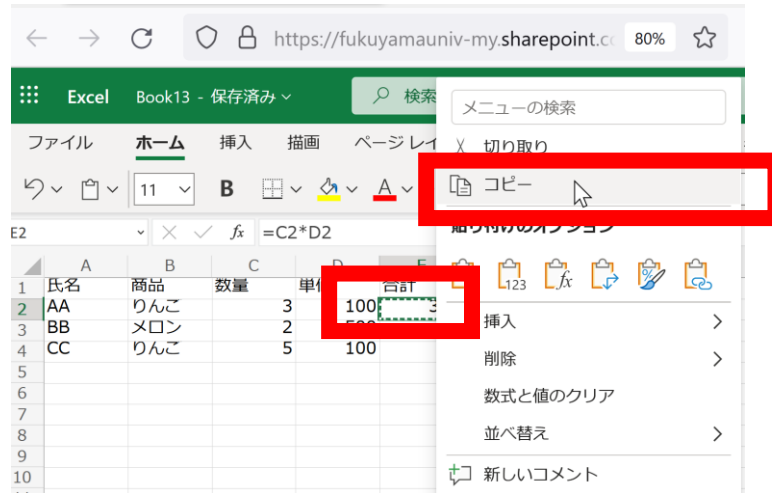 https://fukuyamauniv-my.sharepoint.co 80%
Excel Book13 - 保存済み 検索
メニューの検索
ファイル ホーム 挿入 描画 ページ レイ
切り取り
11 B A
コピー
E2 fx =C2*D2
貼り付けのオプション
A B C D E
123 fx %
1 氏名 商品 数量 単価 合計
2 AA りんご 3 100 3
3 BB メロン 2
4 CC りんご 5 100
5
6
7
8
9
10
挿入
削除
数式と値のクリア
並べ替え
新しいコメント